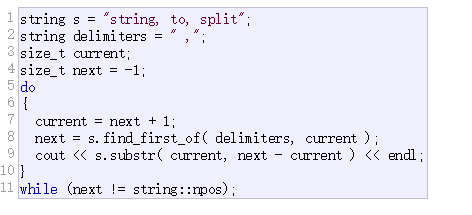 1 string s = "string, to, split";
2 string delimiters = " ,";
3 size_t current;
4 size_t next = -1;
5 do
6 {
7   current = next + 1;
8   next = s.find_first_of( delimiters, current );
9   cout << s.substr( current, next - current ) << endl;
10 }
11 while (next != string::npos);